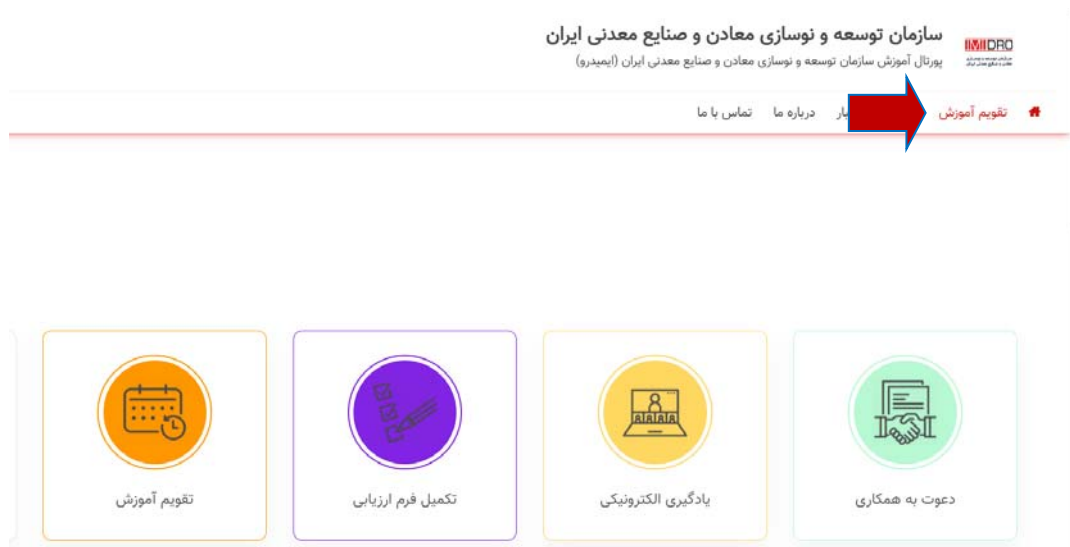 سازمان توسعه و نوسازی معادن و صنایع معدنی ایران
IMIDRO
پورتال آموزش سازمان توسعه و نوسازی معادن و صنایع معدنی ایران (ایمیدرو)
تقویم آموزش
درباره ما
تماس با ما
دعوت به همکاری
یادگیری الکترونیکی
تکمیل فرم ارزیابی
تقویم آموزش